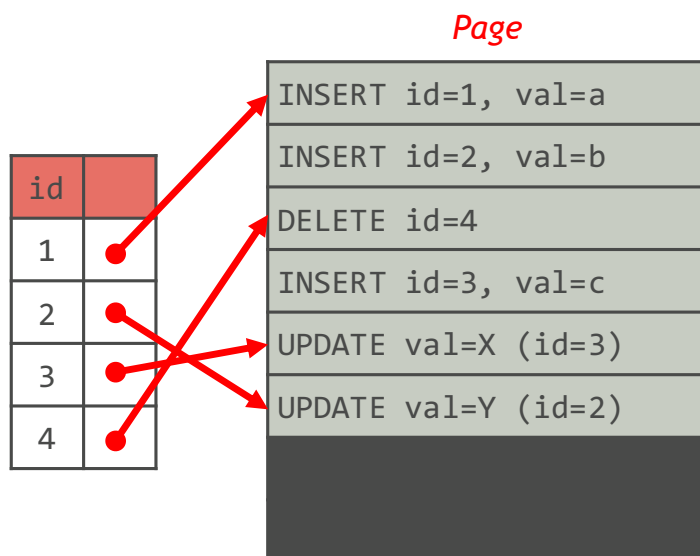 Page
INSERT id=1, val=a
INSERT id=2, val=b
DELETE id=4
INSERT id=3, val=c
UPDATE val=X (id=3)
UPDATE val=Y (id=2)
id
1
2
3
4